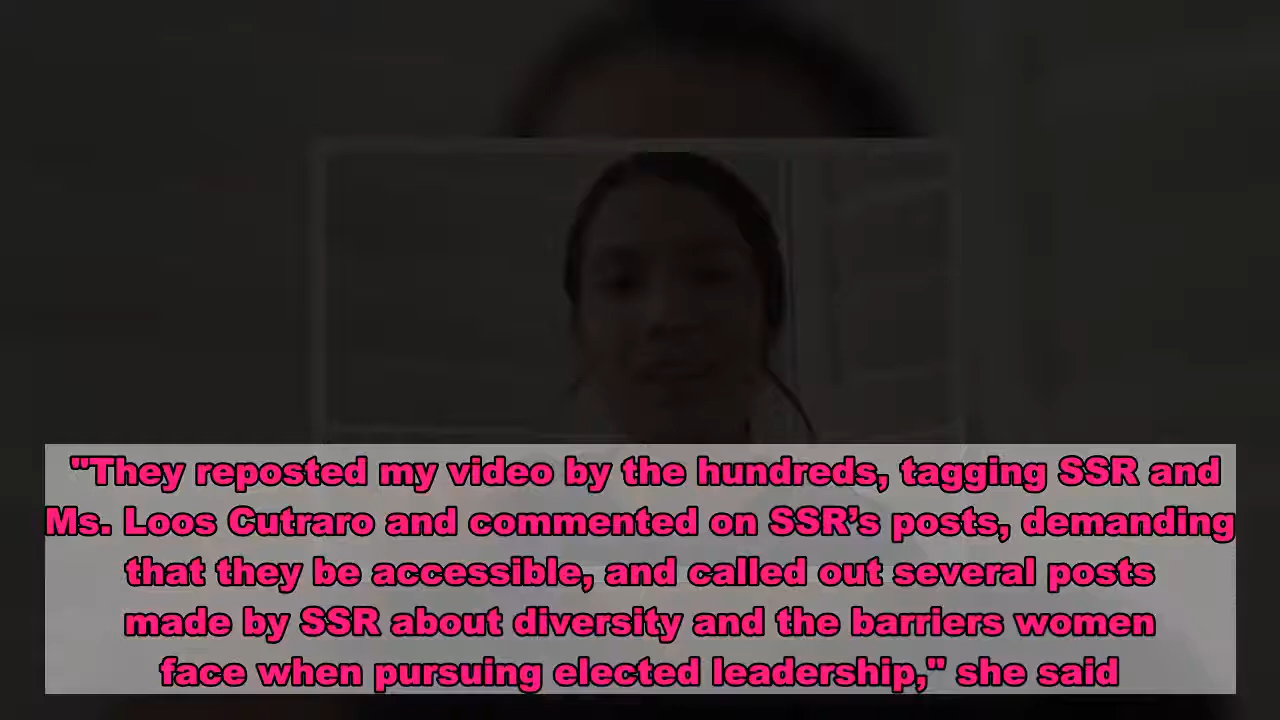 "They reposted my video by the hundreds, tagging SSR and
Ms. Loos Cutraro and commented on SSR’s posts, demanding
that they be accessible, and called out several posts
made by SSR about diversity and the barriers women
face when pursuing elected leadership," she said